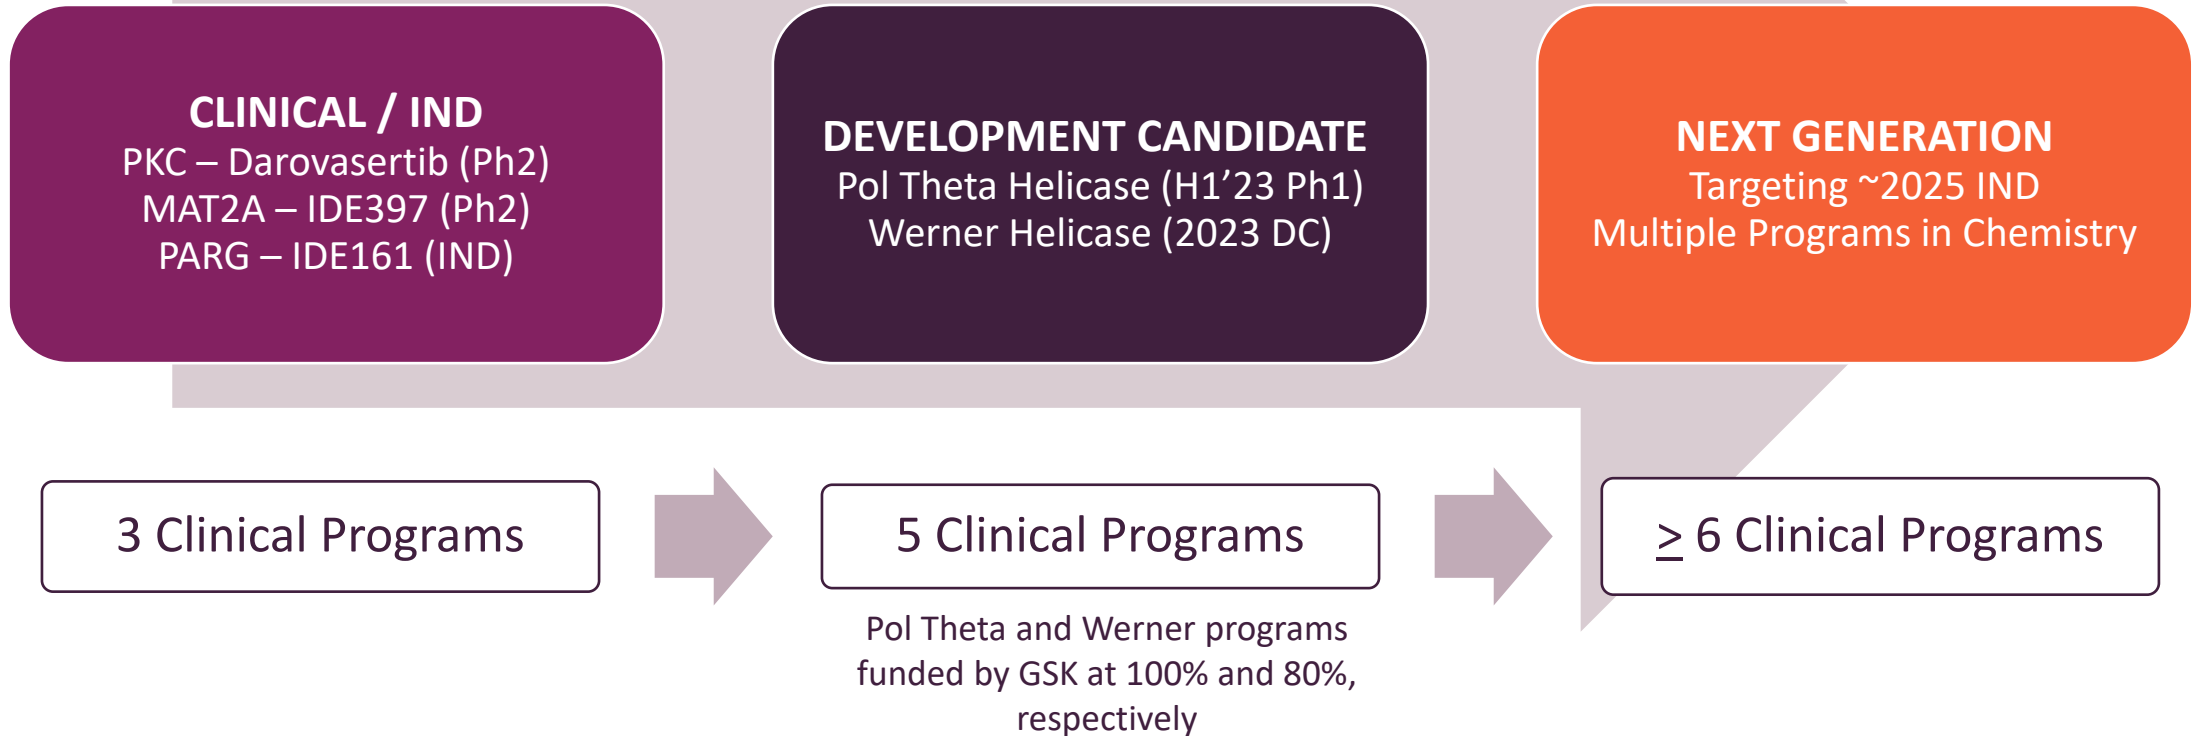 CLINICAL / IND
PKC – Darovasertib (Ph2)
MAT2A – IDE397 (Ph2)
PARG – IDE161 (IND)
DEVELOPMENT CANDIDATE
Pol Theta Helicase (H1’23 Ph1)
Werner Helicase (2023 DC)
NEXT GENERATION
Targeting ~2025 IND
Multiple Programs in Chemistry
3 Clinical Programs
5 Clinical Programs
≥ 6 Clinical Programs
Pol Theta and Werner programs
funded by GSK at 100% and 80%,
respectively